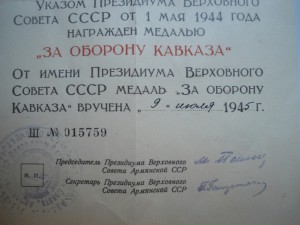 Указом Президиума Верховного
Совета СССР от 1 мая 1944 года
НАГРАЖДЕН МЕДАЛЬЮ
„ЗА ОБОРОНУ КАВКАЗА“
От имени Президиума Верховного
Совета СССР медаль „За оборону
Кавказа“ вручена „9“ июля 1945 г.
Ш № 015759
Председатель Президиума Верховного
Совета Армянской ССР
М. П.
Секретарь Президиума Верховного
Совета Армянской ССР